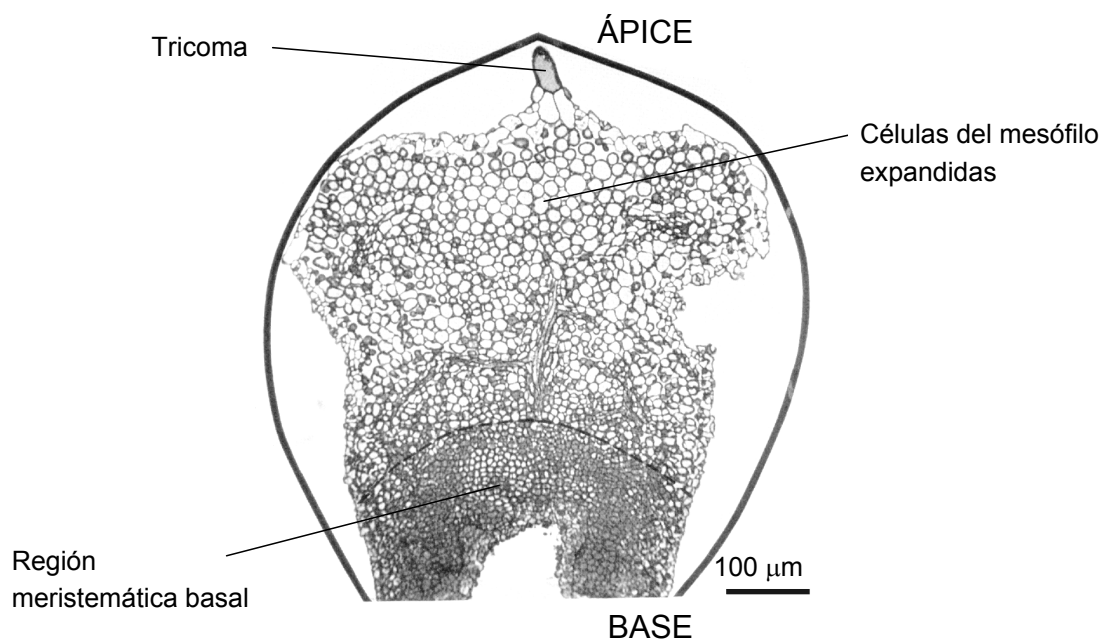 ÁPICE
Tricoma
Células del mesófilo
expandidas
Región
meristemática basal
100 μm
BASE